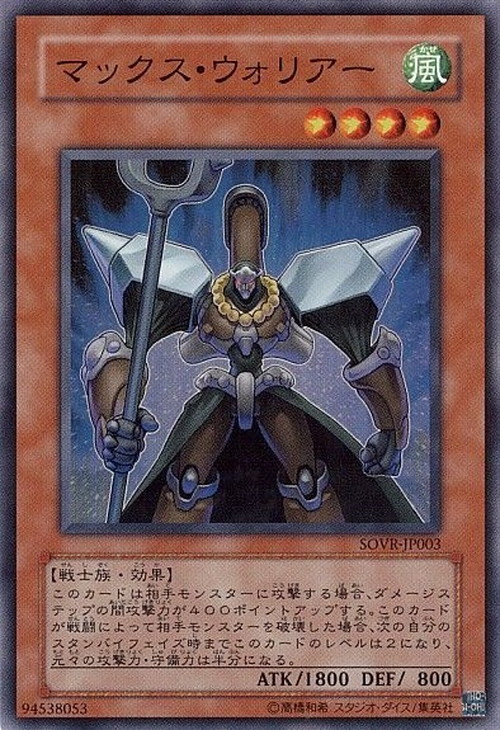 マックス・ウォリアー
風
SOVR-JP003
【戦士族・効果】
このカードは相手モンスターに攻撃する場合、ダメージ
ステップの間攻撃力が400ポイントアップする。このカード
が戦闘によって相手モンスターを破壊した場合、次の自分の
スタンバイフェイズ時までこのカードのレベルは2になり、
元々の攻撃力・守備力は半分になる。
ATK/1800 DEF/ 800
94538053 ©高橋和希 スタジオ・ダイス/集英社